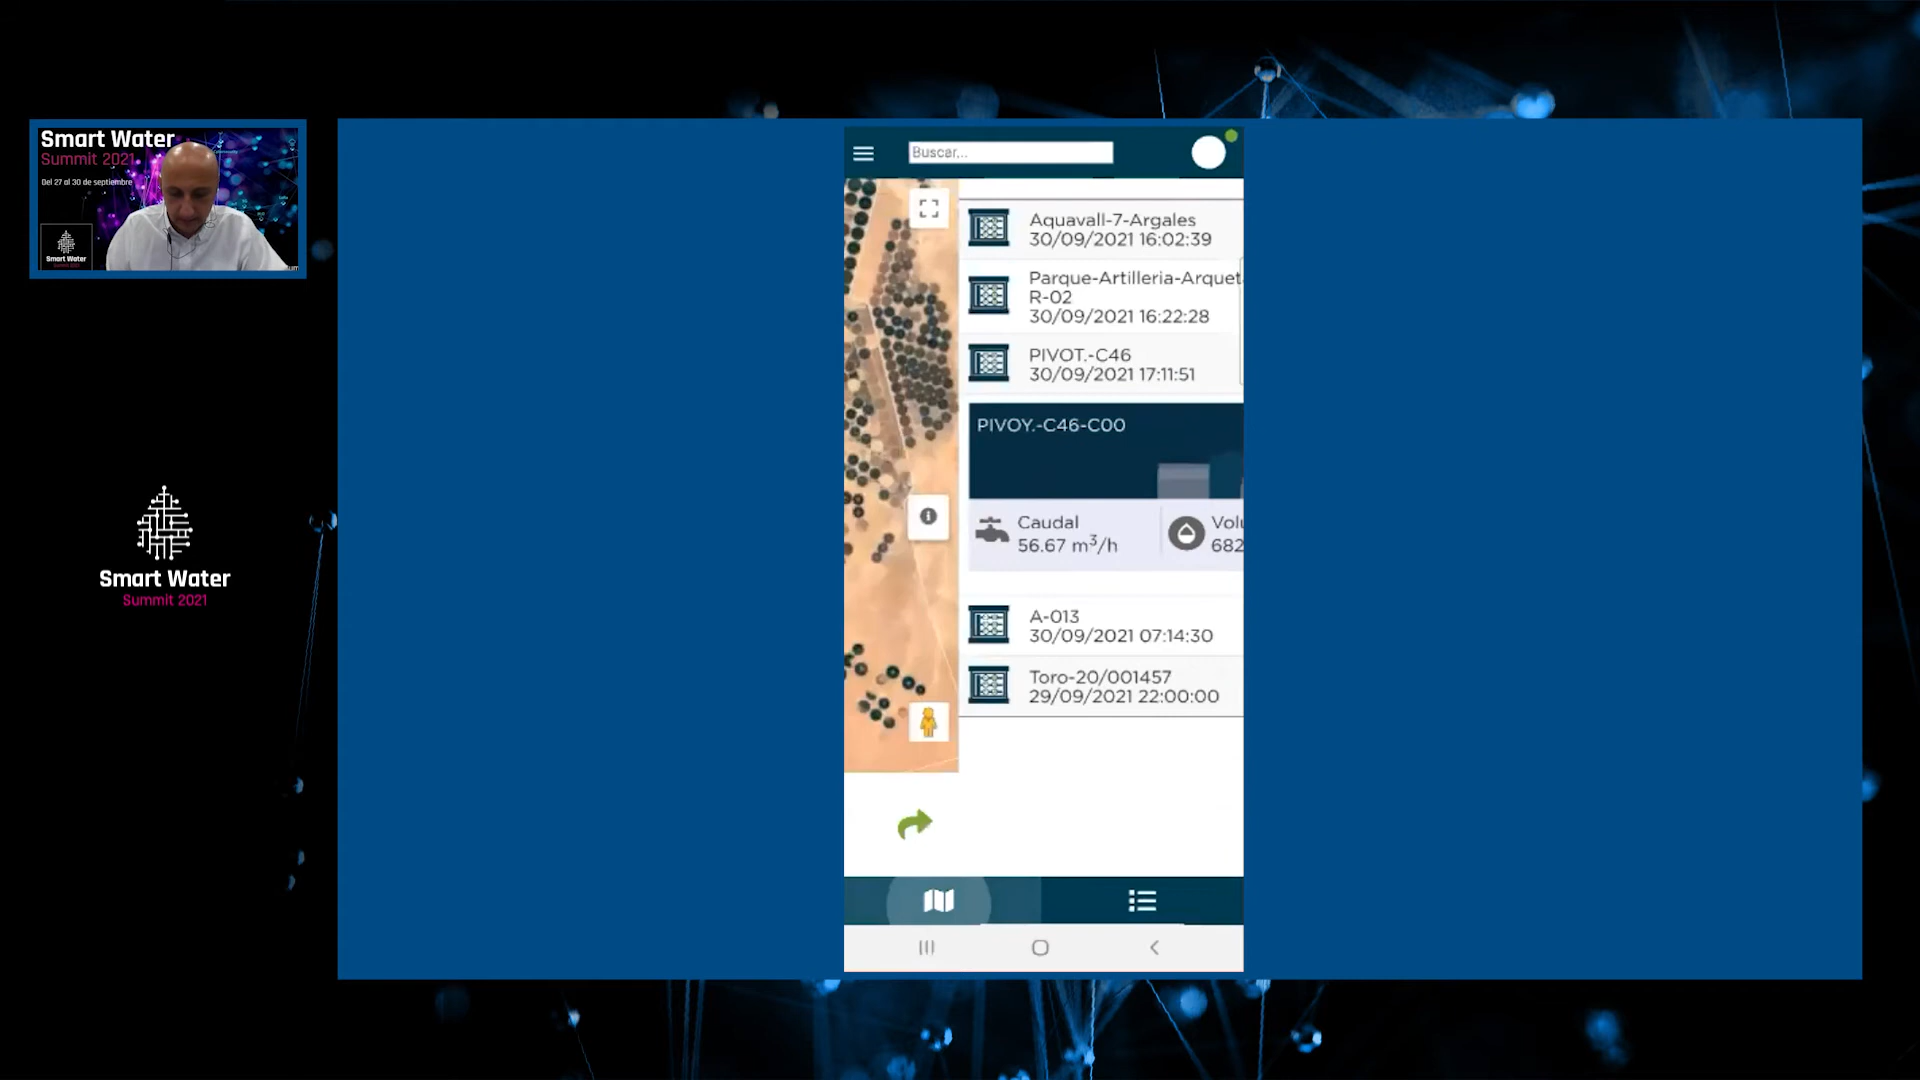 Smart Water
Summit 2021
Del 27 al 30 de septiembre
Smart Water
Smart Water
Summit 2021
Buscar...
Aquavall-7-Argales
30/09/2021 16:02:39
Parque-Artilleria-Arquet
R-02
30/09/2021 16:22:28
PIVOT.-C46
30/09/2021 17:11:51
PIVOY.-C46-C00
Caudal
56.67 m³/h
Volu
682
A-013
30/09/2021 07:14:30
Toro-20/001457
29/09/2021 22:00:00